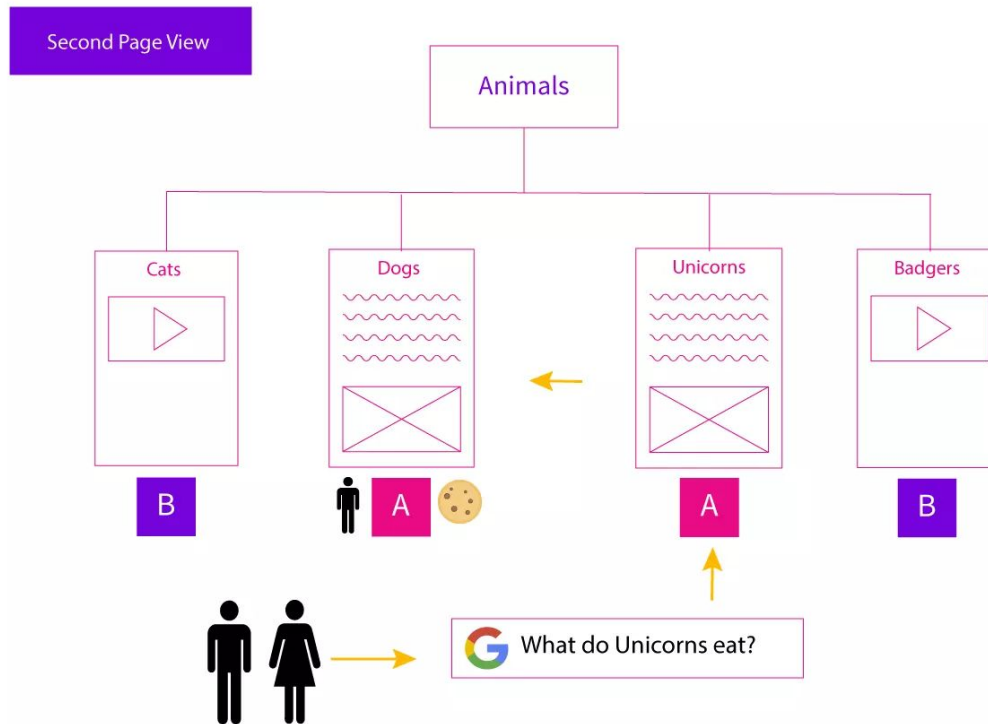 Second Page View
Animals
Cats
Dogs
Unicorns
Badgers
B
A
A
B
What do Unicorns eat?